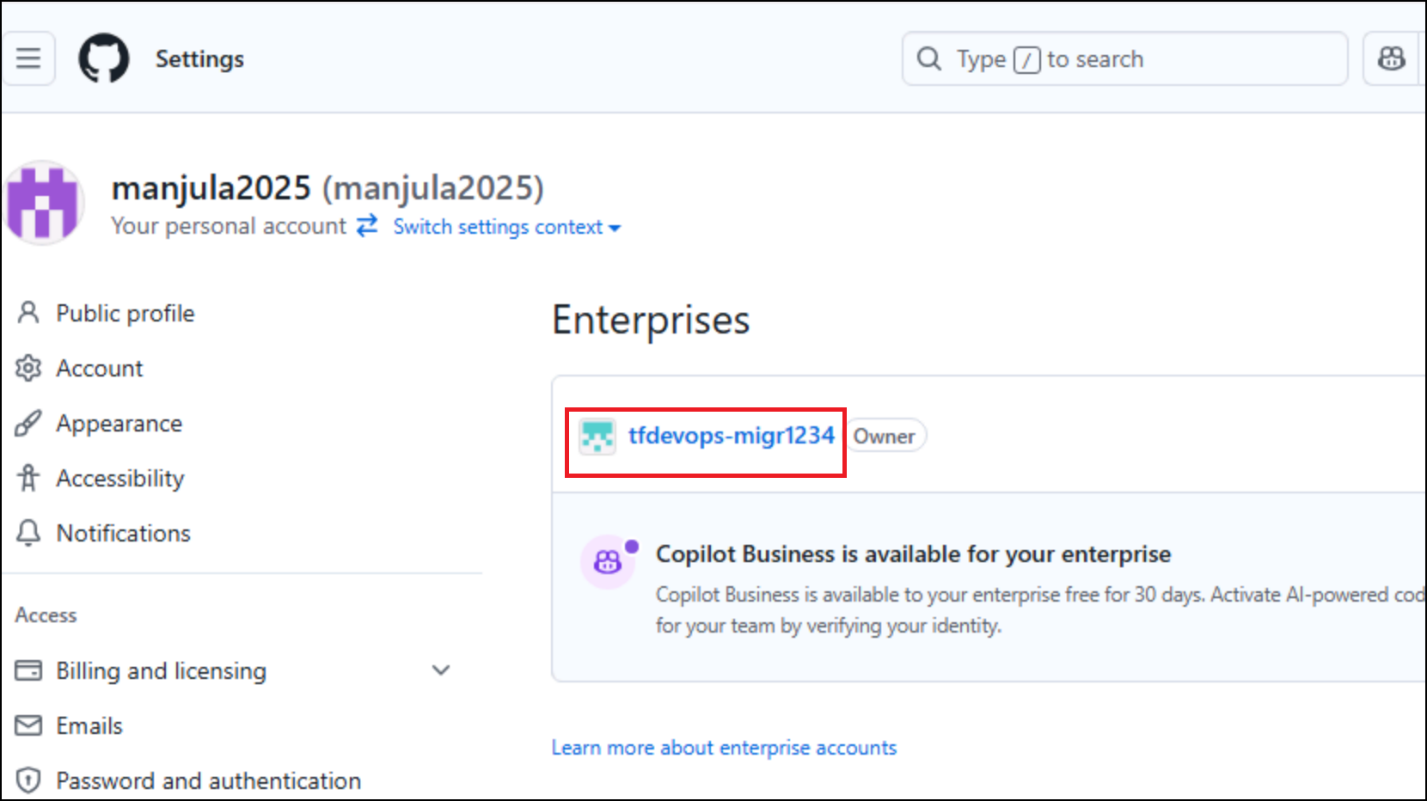 Settings
Type / to search
manjula2025 (manjula2025)
Your personal account Switch settings context
Public profile
Account
Appearance
Accessibility
Notifications
Access
Billing and licensing
Emails
Password and authentication
Enterprises
tfdevops-migr1234 Owner
Copilot Business is available for your enterprise
Copilot Business is available to your enterprise free for 30 days. Activate AI-powered cod
for your team by verifying your identity.
Learn more about enterprise accounts